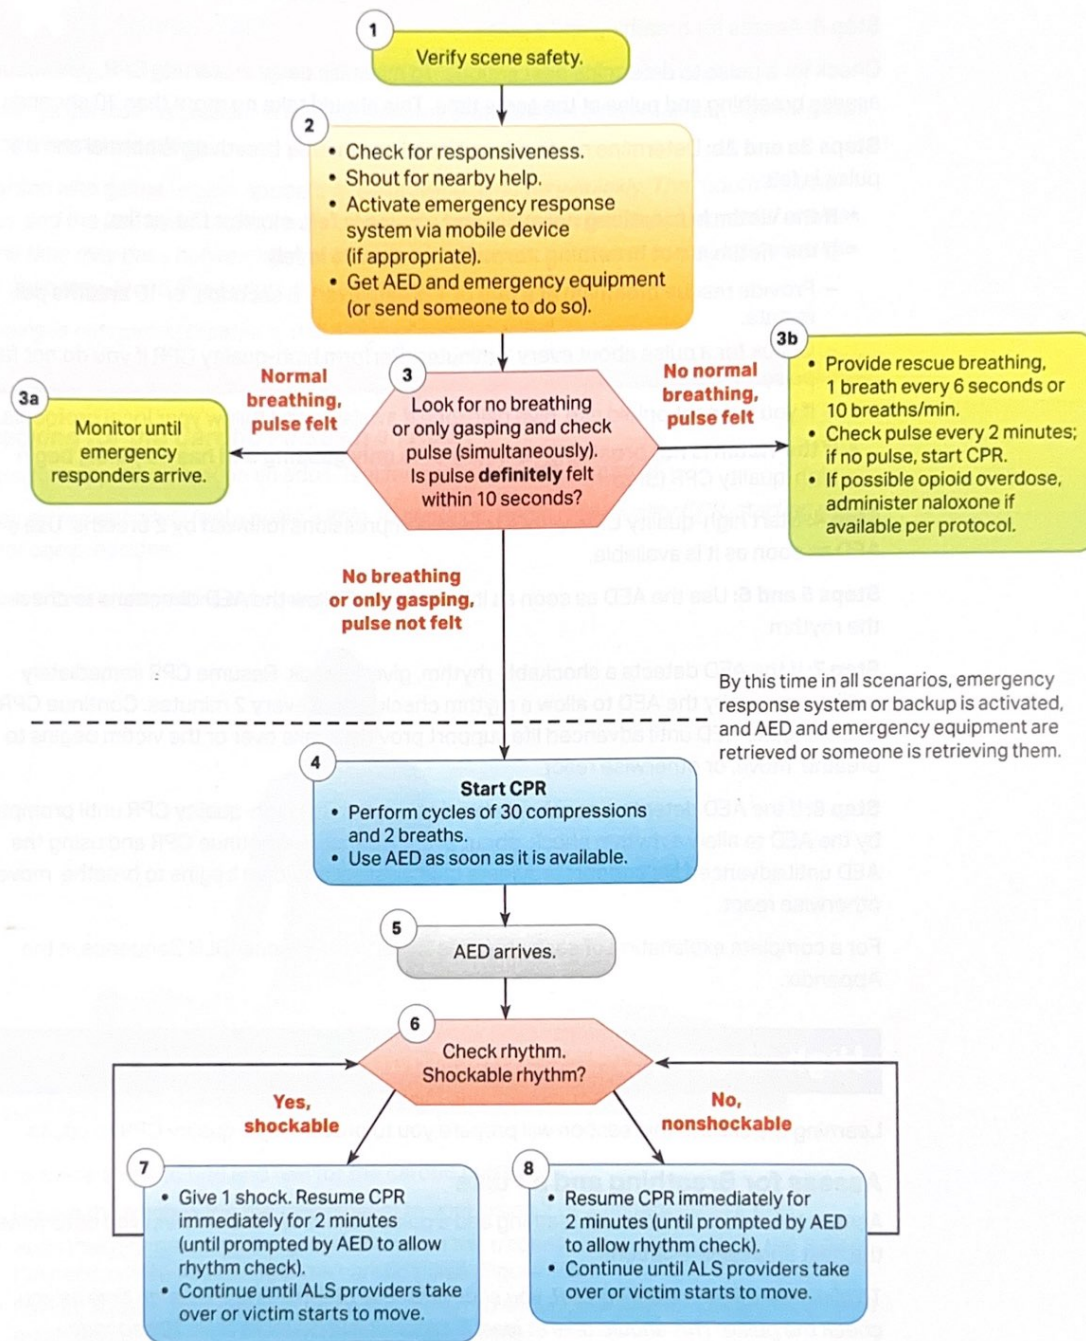 1
Verify scene safety.
2
• Check for responsiveness.
• Shout for nearby help.
• Activate emergency response
system via mobile device
(if appropriate).
• Get AED and emergency equipment
(or send someone to do so).
3
Look for no breathing
or only gasping and check
pulse (simultaneously).
Is pulse definitely felt
within 10 seconds?
Normal
breathing,
pulse felt
3a
Monitor until
emergency
responders arrive.
No normal
breathing,
pulse felt
3b
• Provide rescue breathing,
1 breath every 6 seconds or
10 breaths/min.
• Check pulse every 2 minutes;
if no pulse, start CPR.
• If possible opioid overdose,
administer naloxone if
available per protocol.
No breathing
or only gasping,
pulse not felt
By this time in all scenarios, emergency
response system or backup is activated,
and AED and emergency equipment are
retrieved or someone is retrieving them.
4
Start CPR
• Perform cycles of 30 compressions
and 2 breaths.
• Use AED as soon as it is available.
5
AED arrives.
6
Check rhythm.
Shockable rhythm?
Yes,
shockable
No,
nonshockable
7
• Give 1 shock. Resume CPR
immediately for 2 minutes
(until prompted by AED to allow
rhythm check).
• Continue until ALS providers take
over or victim starts to move.
8
• Resume CPR immediately for
2 minutes (until prompted by AED
to allow rhythm check).
• Continue until ALS providers take
over or victim starts to move.